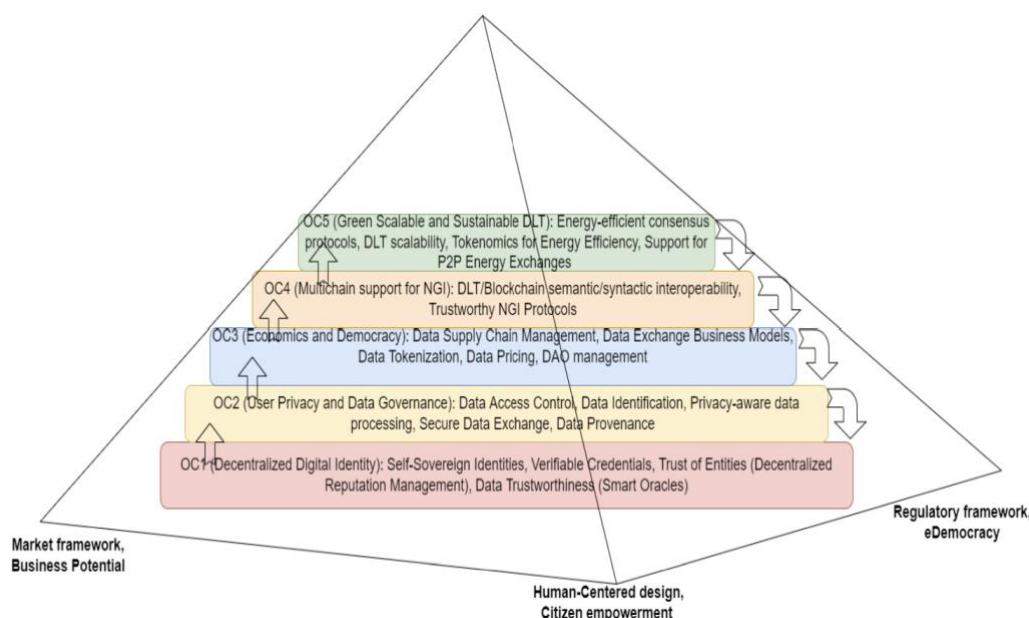 OC5 (Green Scalable and Sustainable DLT): Energy-efficient consensus
protocols, DLT scalability, Tokenomics for Energy Efficiency, Support for
P2P Energy Exchanges
OC4 (Multichain support for NGI): DLT/Blockchain semantic/syntactic interoperability,
Trustworthy NGI Protocols
OC3 (Economics and Democracy): Data Supply Chain Management, Data Exchange Business Models,
Data Tokenization, Data Pricing, DAO management
OC2 (User Privacy and Data Governance): Data Access Control, Data Identification, Privacy-aware data
processing, Secure Data Exchange, Data Provenance
OC1 (Decentralized Digital Identity): Self-Sovereign Identities, Verifiable Credentials, Trust of Entities (Decentralized
Reputation Management), Data Trustworthiness (Smart Oracles)
Market framework,
Business Potential
Regulatory framework,
eDemocracy
Human-Centered design,
Citizen empowerment